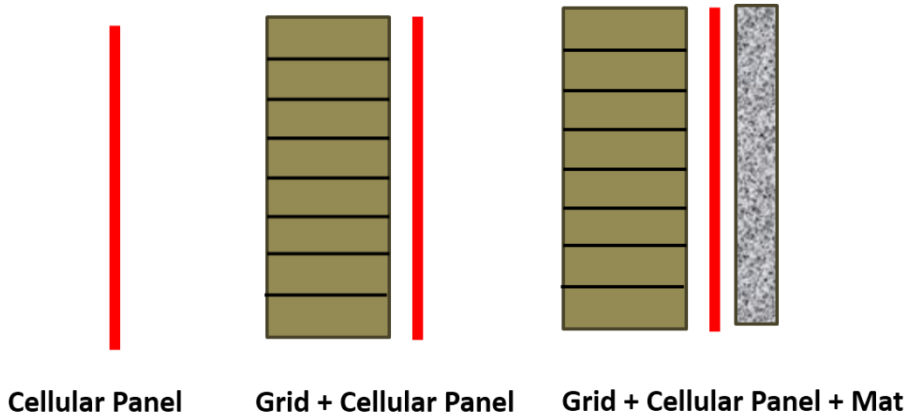 Cellular Panel
Grid + Cellular Panel
Grid + Cellular Panel + Mat